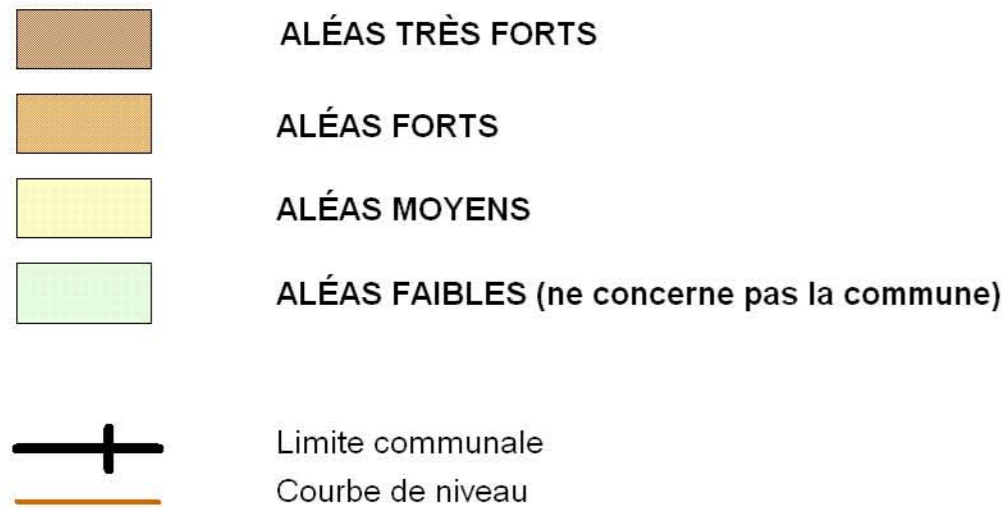 ALÉAS TRÈS FORTS
ALÉAS FORTS
ALÉAS MOYENS
ALÉAS FAIBLES (ne concerne pas la commune)
Limite communale
Courbe de niveau